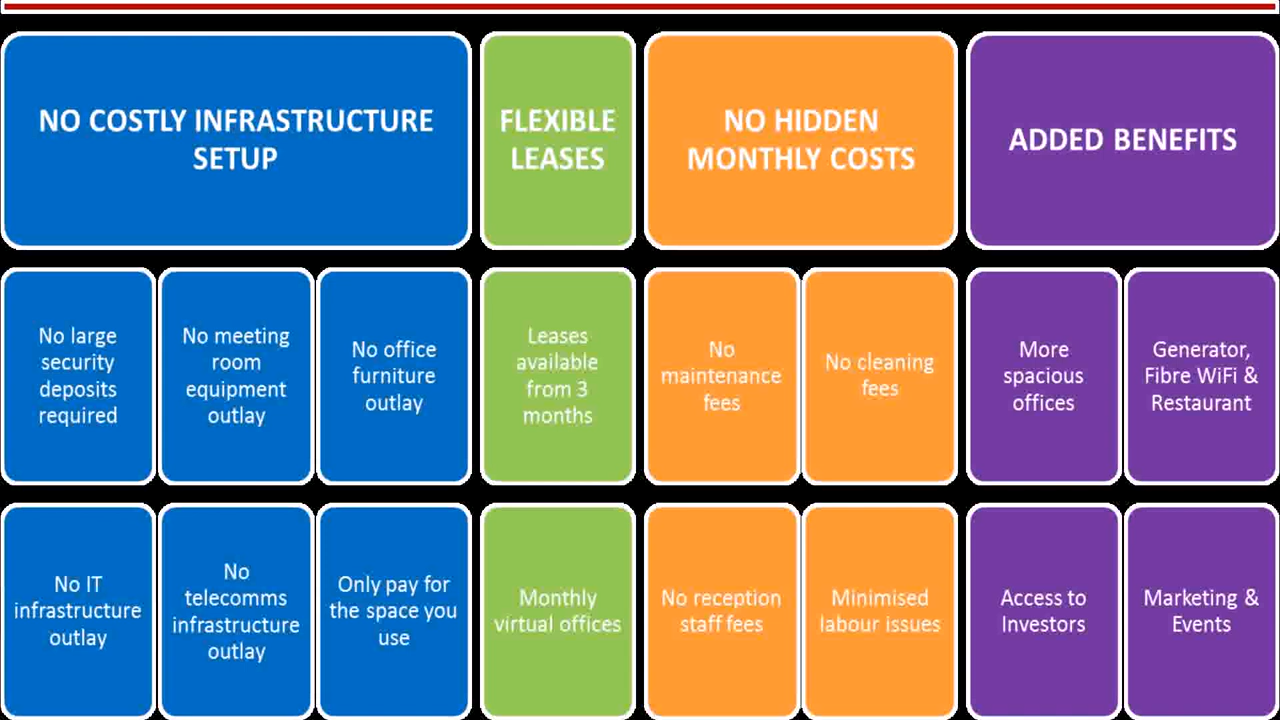 NO COSTLY INFRASTRUCTURE
SETUP
FLEXIBLE
LEASES
NO HIDDEN
MONTHLY COSTS
ADDED BENEFITS
No large
security
deposits
required
No meeting
room
equipment
outlay
No office
furniture
outlay
Leases
available
from 3
months
No
maintenance
fees
No cleaning
fees
More
spacious
offices
Generator,
Fibre WiFi &
Restaurant
No IT
infrastructure
outlay
No
telecomms
infrastructure
outlay
Only pay for
the space you
use
Monthly
virtual offices
No reception
staff fees
Minimised
labour issues
Access to
Investors
Marketing &
Events